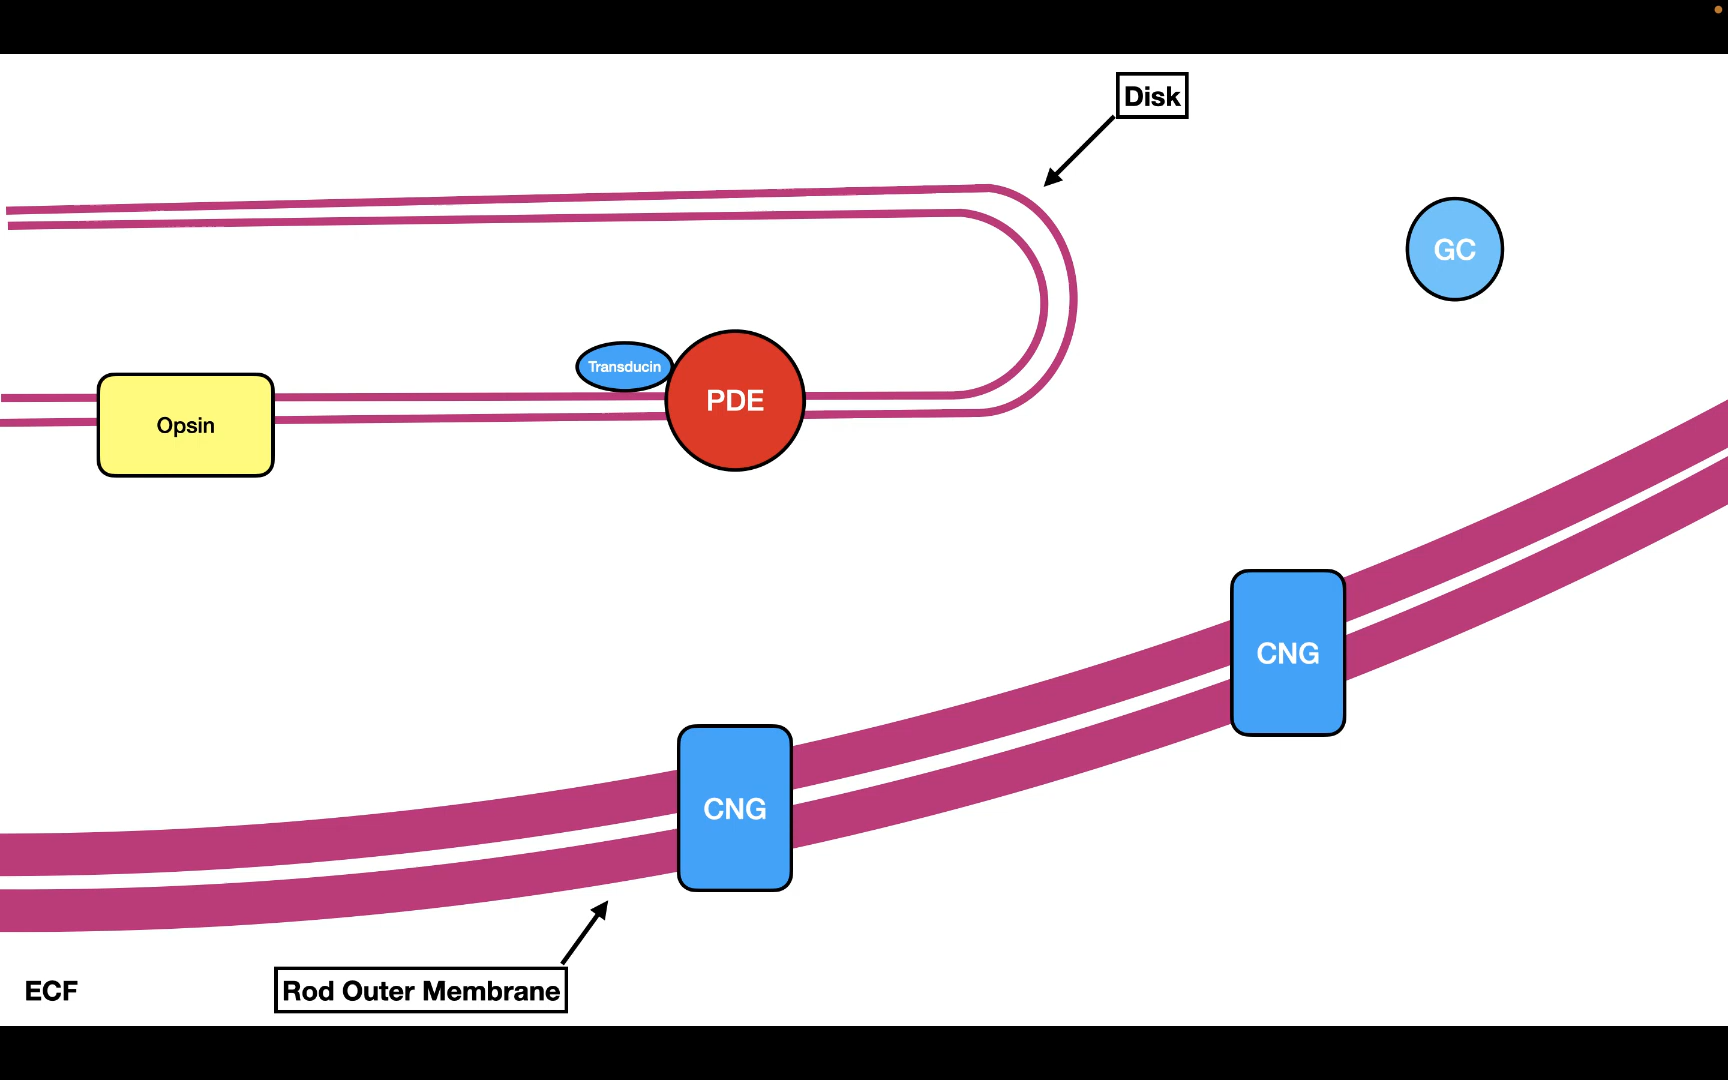 Disk
GC
Transducin
PDE
Opsin
CNG
CNG
ECF
Rod Outer Membrane